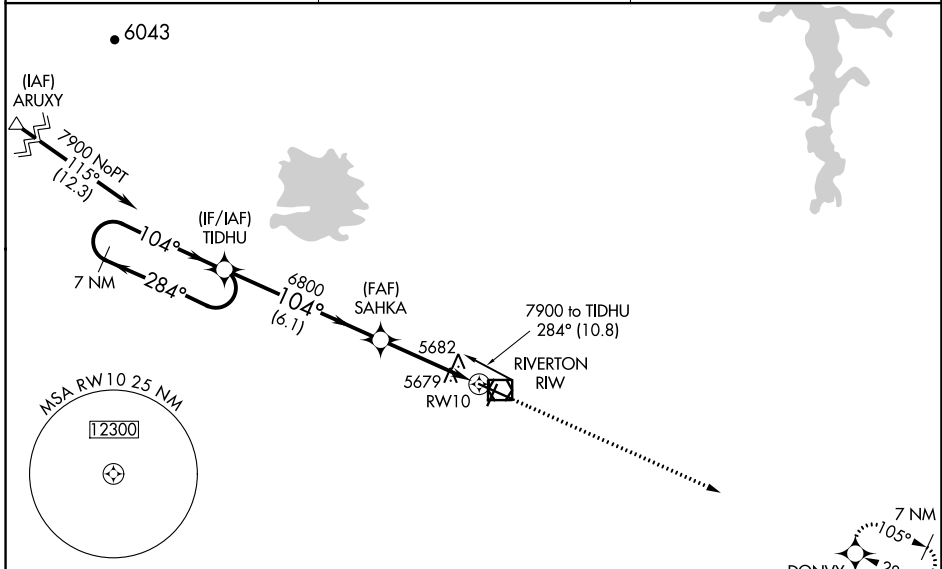 6043
(IAF)
ARUXY
7900 NoPT
115°
(12.3)
(IF/IAF)
TIDHU
104°
7 NM
284°
6800
104°
(6.1)
(FAF)
SAHKA
7900 to TIDHU
284° (10.8)
5682
5679
RIVERTON
RIW
RW10
MSA RW10 25 NM
12300
7 NM
105°